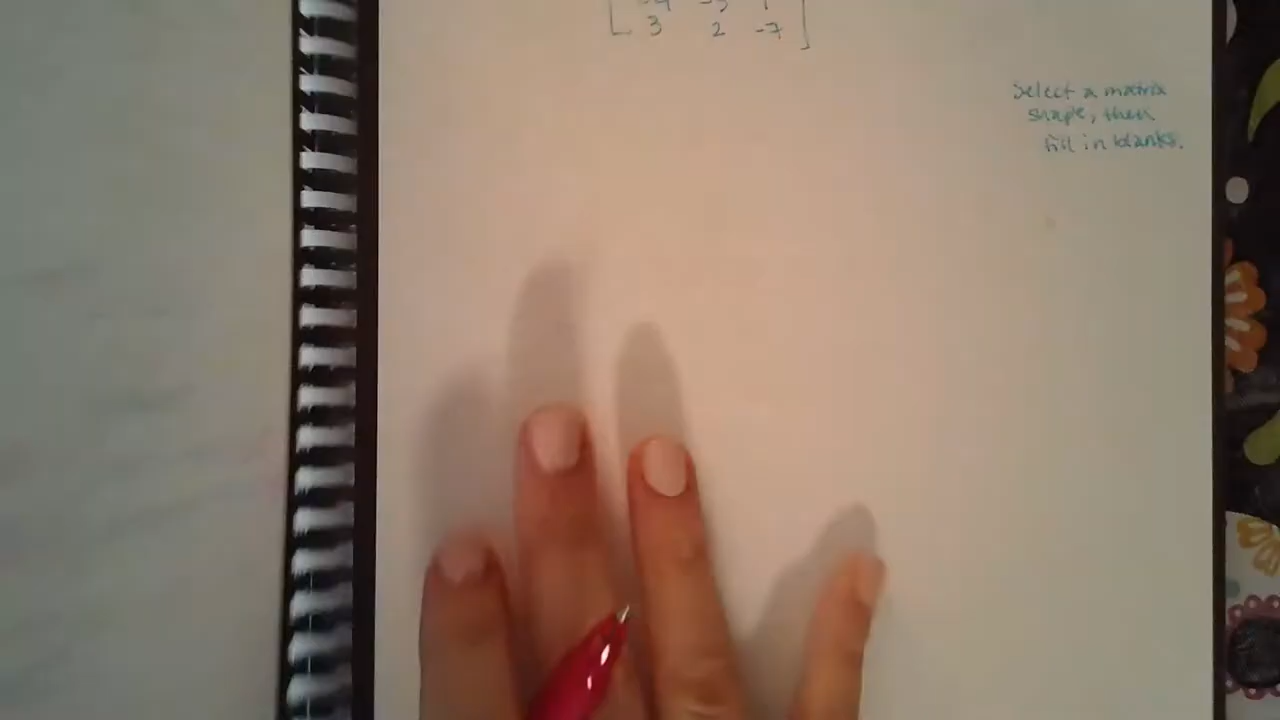 3 2 -7
Select a matrix
shape, then
fill in blanks.